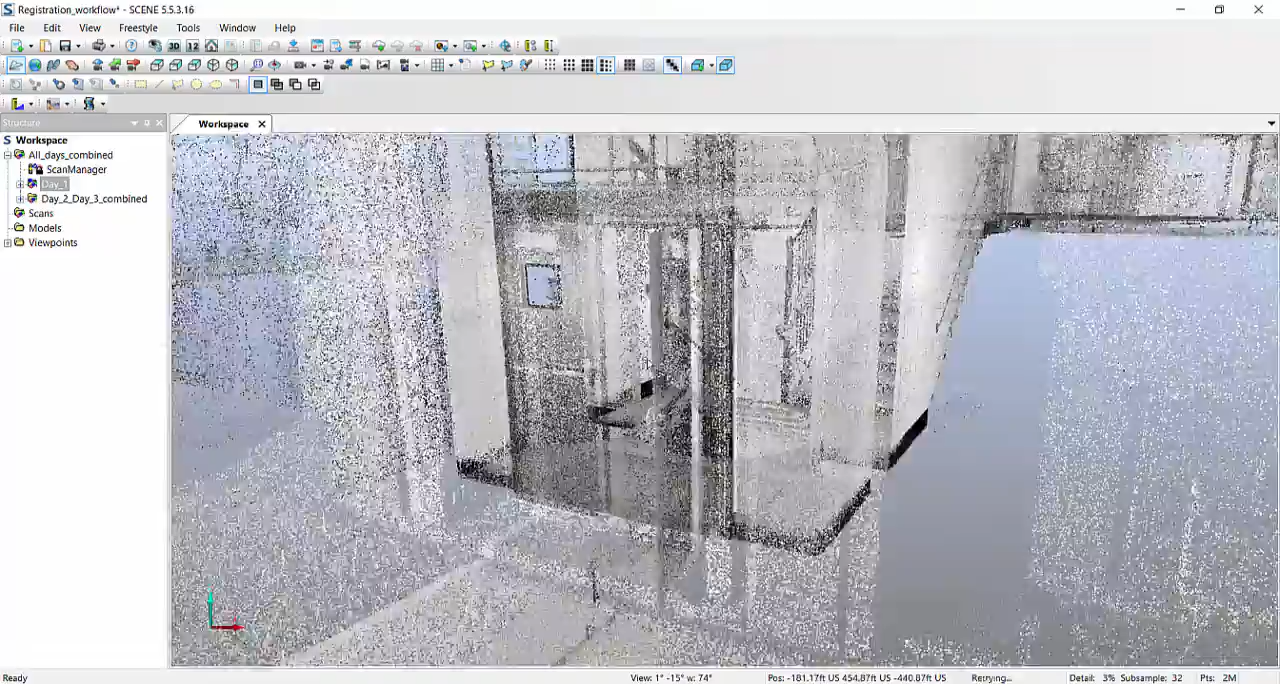 Registration_workflow* - SCENE 5.5.3.16
File Edit View Freestyle Tools Window Help
3D 12
Structure
Workspace
Workspace
All_days_combined
ScanManager
Day_1
Day_2_Day_3_combined
Scans
Models
Viewpoints
Ready
View: 1° -15° w: 74°
Pos: -181.17ft US 454.87ft US -440.87ft US
Retrying...
Detail: 3% Subsample: 32 Pts: 2M